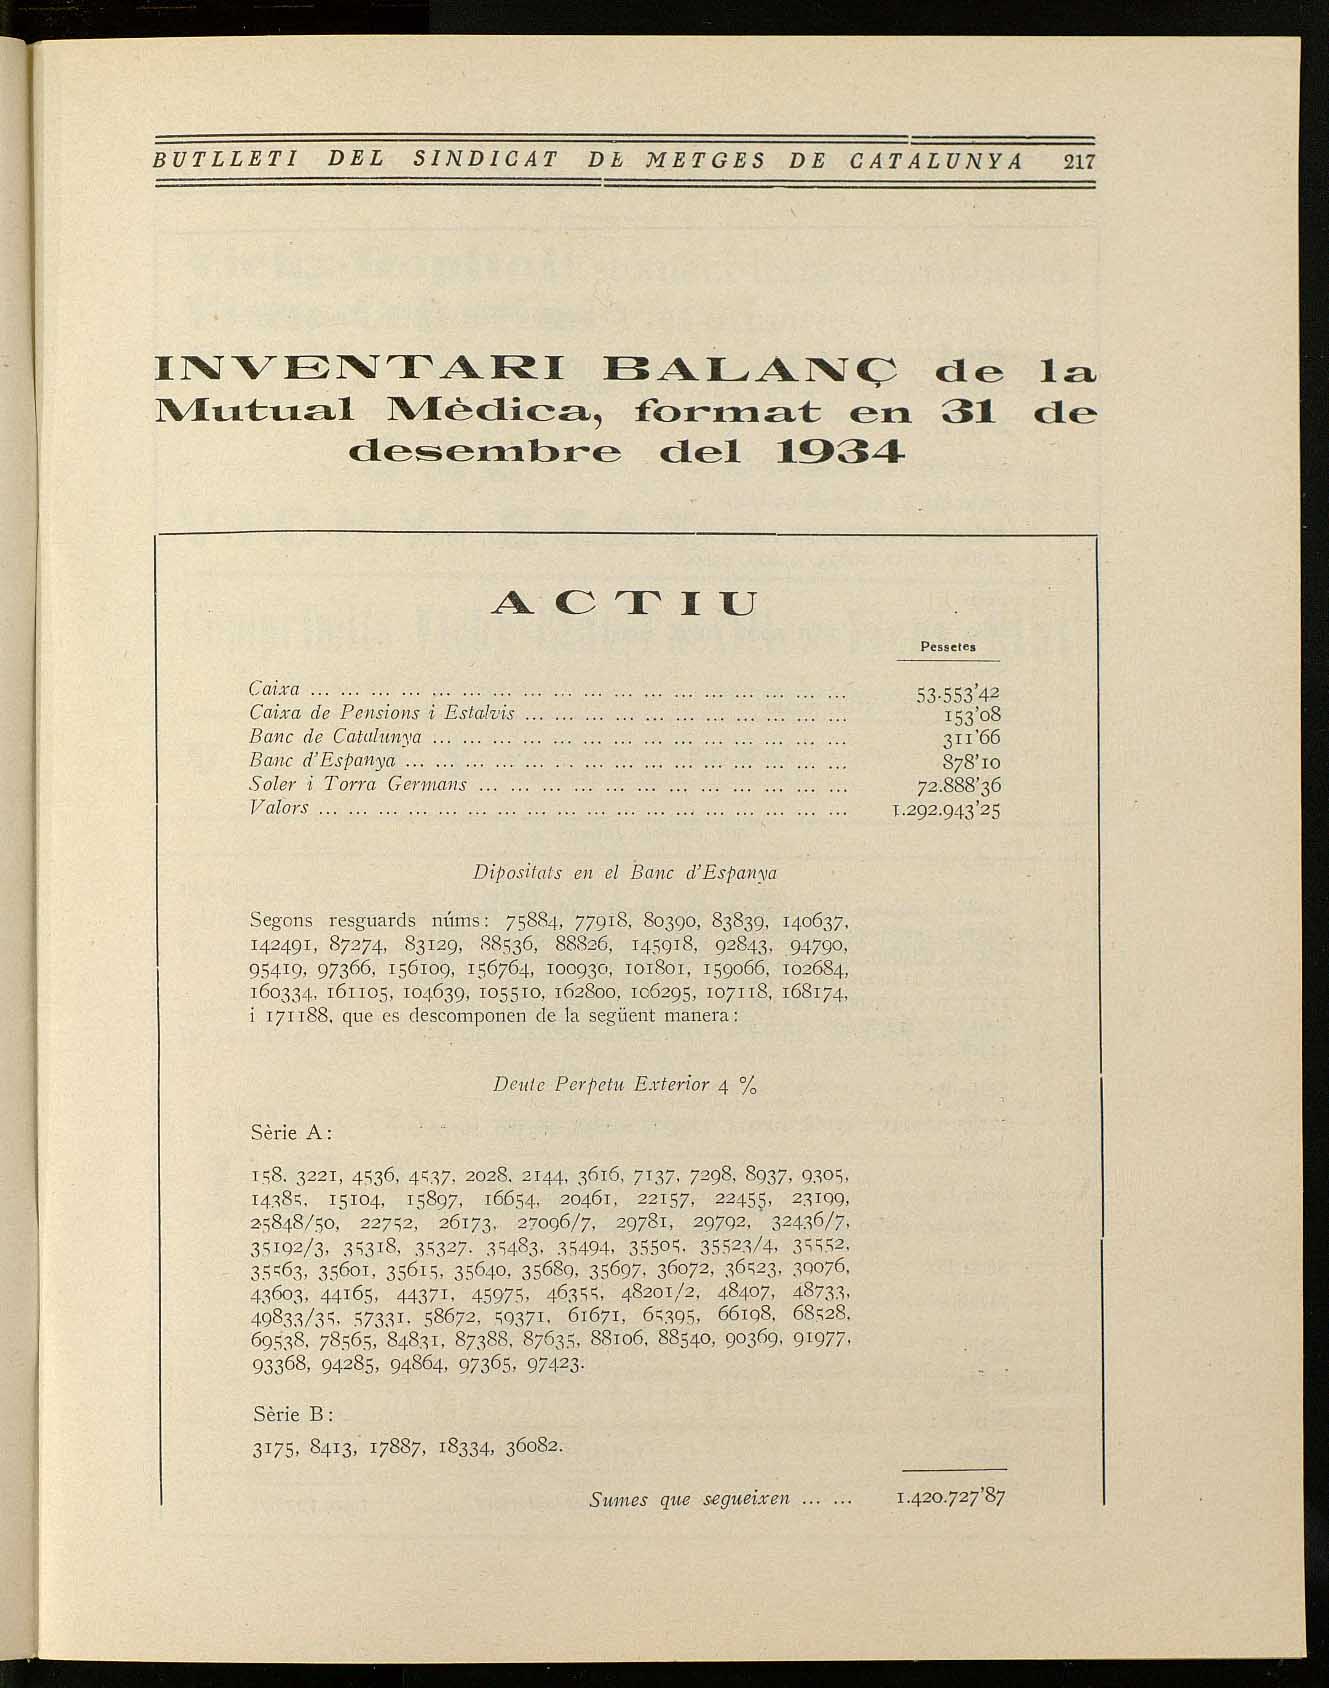 BUTLLETI DEL SINDICAT DE METGES DE CATALUNYA 217
INVENTARI BALANÇ de la
Mutual Mèdica, format en 31 de
desembre del 1934
ACTIU
Pessetes
Caixa ... ... ... ... ... ... ... ... ... ... ... ... ... ... ... ... ... ... 53.553'42
Caixa de Pensions i Estalvis ... ... ... ... ... ... ... ... ... ... ... 153'08
Banc de Catalunya ... ... ... ... ... ... ... ... ... ... ... ... ... ... 311'66
Banc d'Espanya ... ... ... ... ... ... ... ... ... ... ... ... ... ... ... 878'10
Soler i Torra Germans ... ... ... ... ... ... ... ... ... ... ... ... 72.888'36
Valors ... ... ... ... ... ... ... ... ... ... ... ... ... ... ... ... ... ... 1.292.943'25
Dipositats en el Banc d'Espanya
Segons resguards núms: 75884, 77918, 80390, 83839, 140637,
142491, 87274, 83129, 88536, 88826, 145918, 92843, 94790,
95419, 97366, 156109, 156764, 100930, 101801, 159066, 102684,
160334, 161105, 104639, 105510, 162800, 106295, 107118, 168174,
i 171188, que es descomponen de la següent manera:
Deute Perpetu Exterior 4 %
Sèrie A:
158, 3221, 4536, 4537, 2028, 2144, 3616, 7137, 7298, 8937, 9305,
14385, 15104, 15897, 16654, 20461, 22157, 22455, 23199,
25848/50, 22752, 26173, 27096/7, 29781, 29792, 32436/7,
35192/3, 35318, 35327, 35483, 35494, 35505, 35523/4, 35552,
35563, 35601, 35615, 35640, 35689, 35697, 36072, 36523, 39076,
43603, 44165, 44371, 45975, 46355, 48201/2, 48407, 48733,
49833/35, 57331, 58672, 59371, 61671, 65395, 66198, 68528,
69538, 78565, 84831, 87388, 87635, 88106, 88540, 90369, 91977,
93368, 94285, 94864, 97365, 97423.
Sèrie B:
3175, 8413, 17887, 18334, 36082.
Sumes que segueixen ... ... 1.420.727'87